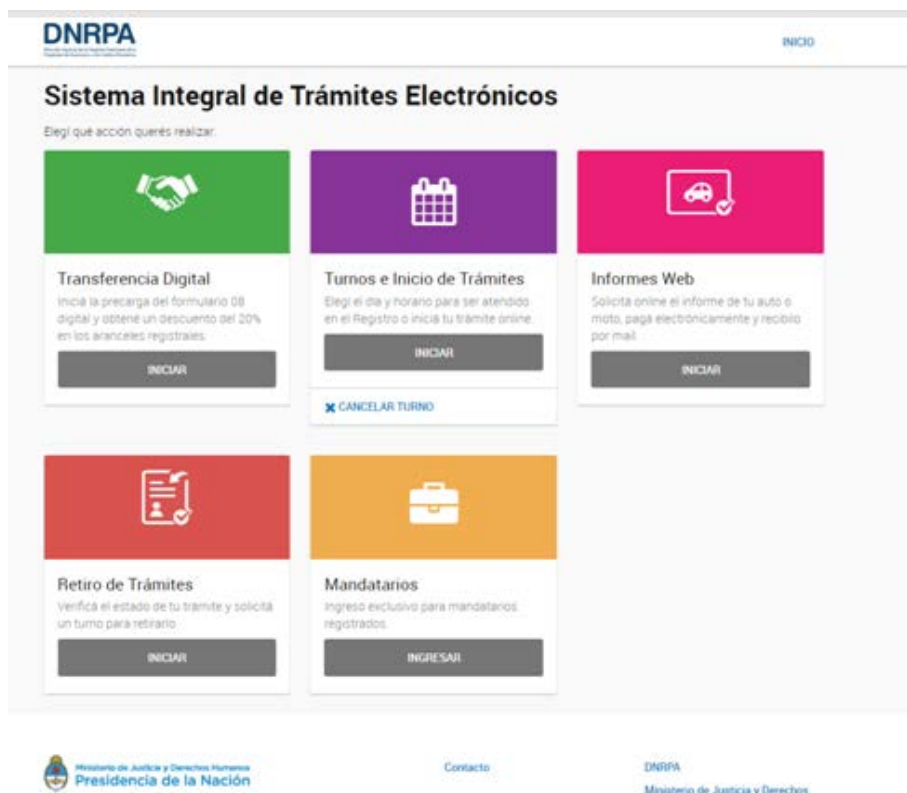 DNRPA
INICIO
Sistema Integral de Trámites Electrónicos
Elegí qué acción querés realizar.
Transferencia Digital
Iniciá la precarga del formulario 08
digital y obtené un descuento del 20%
en los aranceles registrales.
INICIAR
Turnos e Inicio de Trámites
Elegí el día y horario para ser atendido
en el Registro o iniciá tu trámite online.
INICIAR
CANCELAR TURNO
Informes Web
Solicitá online el informe de tu auto o
moto, pagá electrónicamente y recibilo
por mail.
INICIAR
Retiro de Trámites
Verificá el estado de tu trámite y solicitá
un turno para retirarlo.
INICIAR
Mandatarios
Ingreso exclusivo para mandatarios
registrados.
INGRESAR
Ministerio de Justicia y Derechos Humanos
Presidencia de la Nación
Contacto
DNRPA
Ministerio de Justicia y Derechos